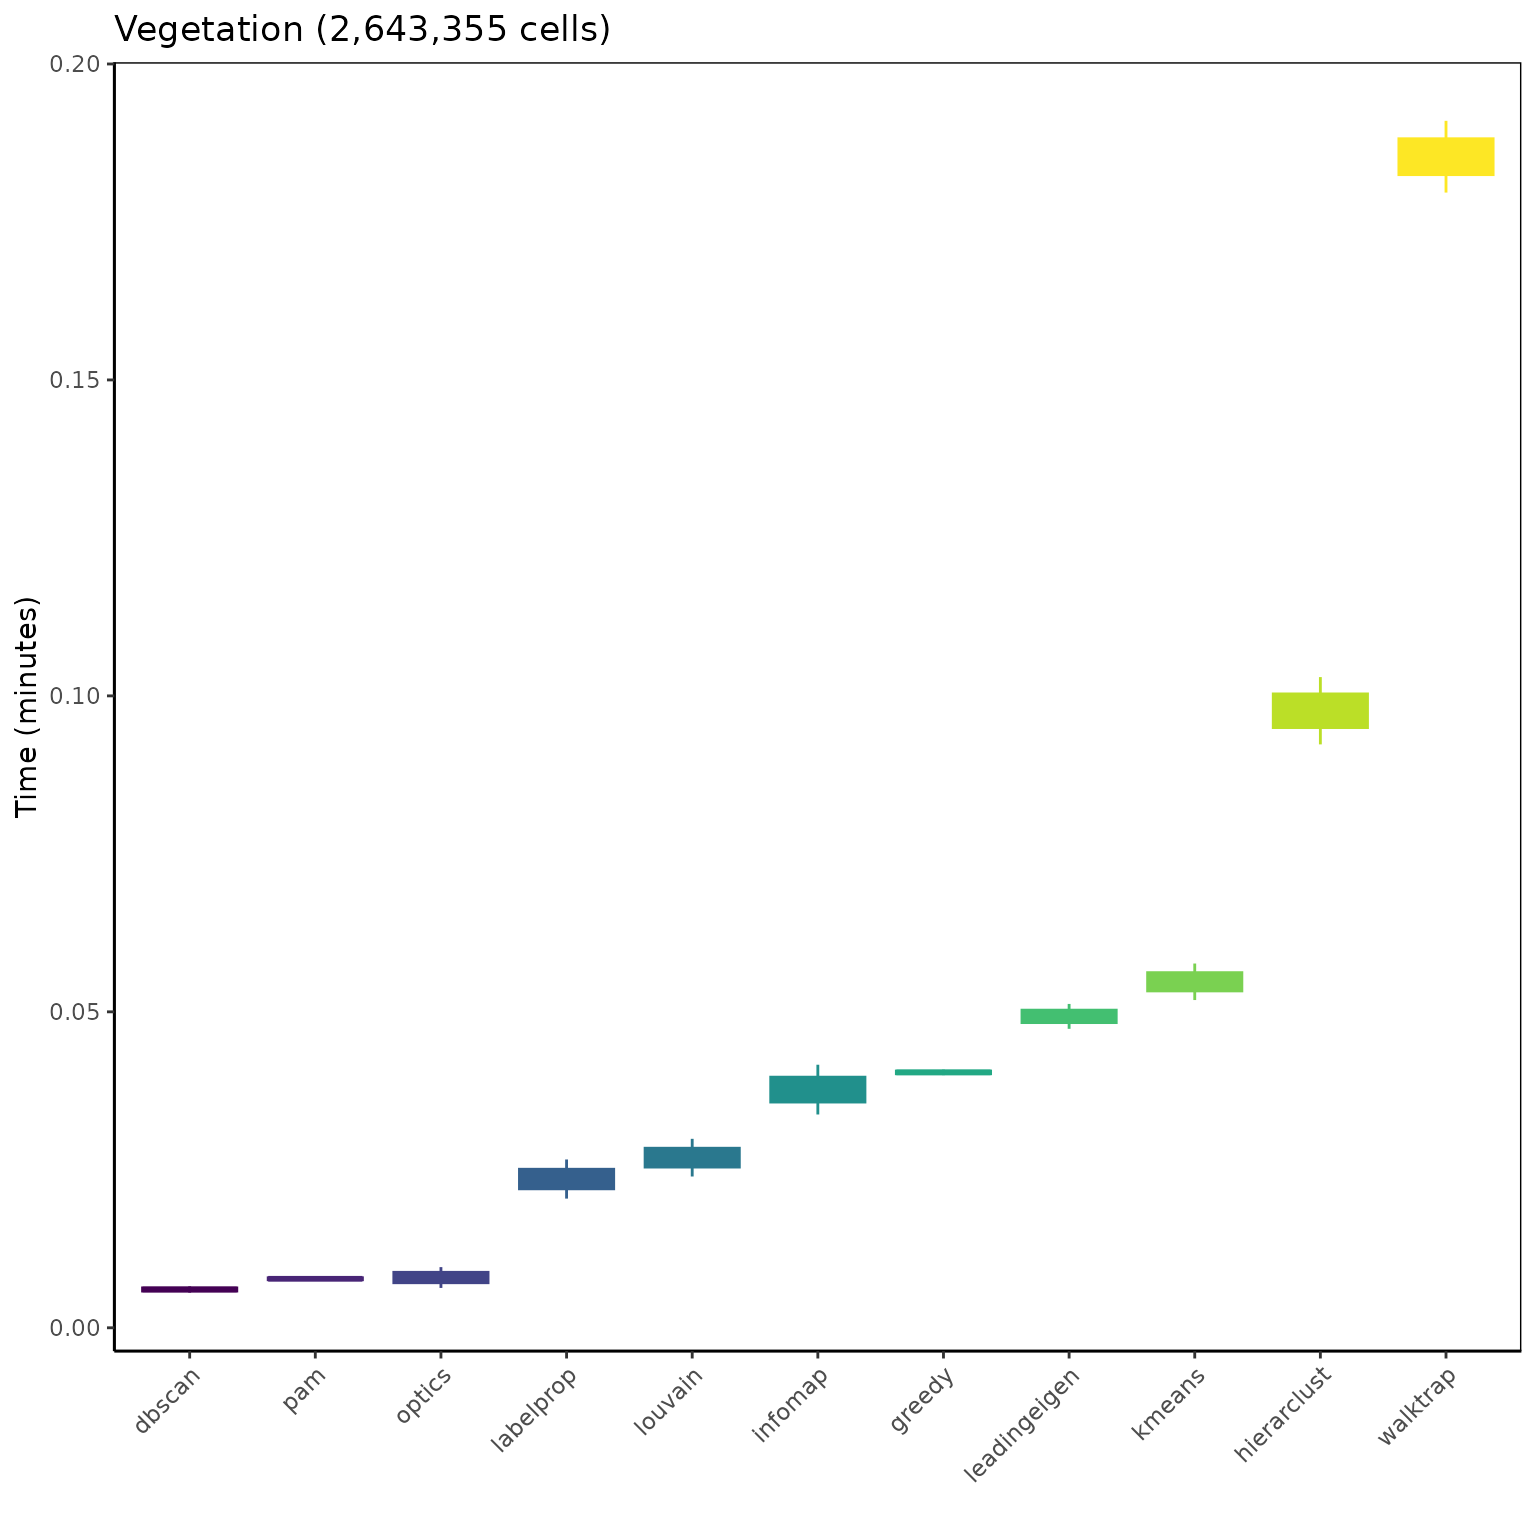 Vegetation (2,643,355 cells)
0.20
0.15
0.10
0.05
0.00
Time (minutes)
dbscan
pam
optics
labelprop
louvain
infomap
greedy
leadingeigen
kmeans
hierarclust
walktrap